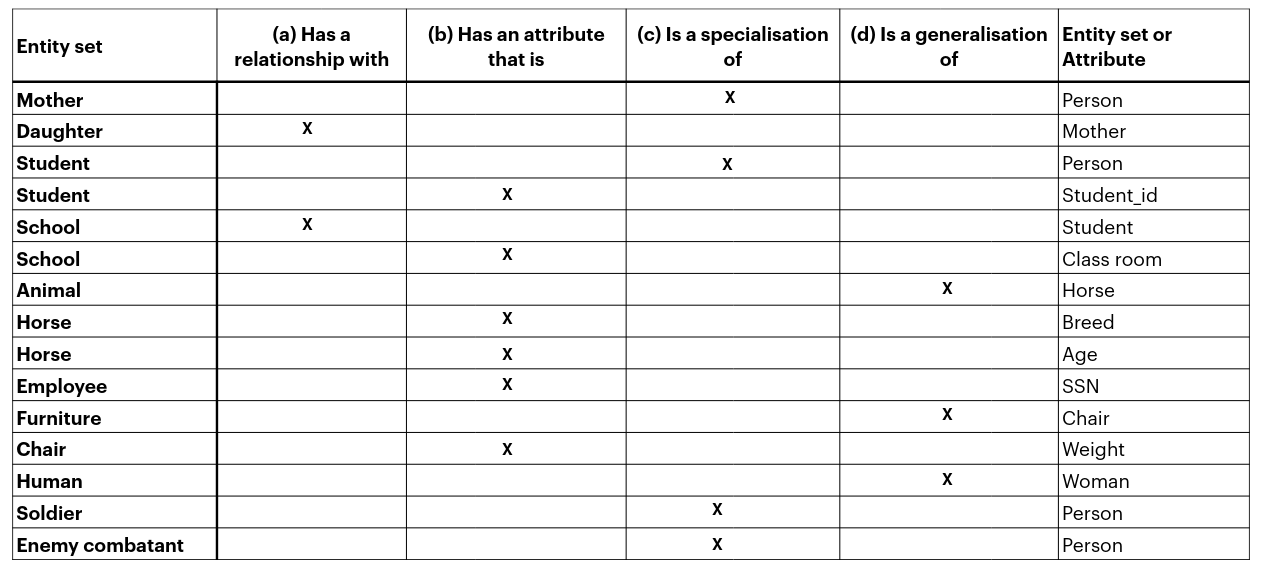 Entity set (a) Has a relationship with (b) Has an attribute that is (c) Is a specialisation of (d) Is a generalisation of Entity set or Attribute
Mother X Person
Daughter X Mother
Student X Person
Student X Student_id
School X Student
School X Class room
Animal X Horse
Horse X Breed
Horse X Age
Employee X SSN
Furniture X Chair
Chair X Weight
Human X Woman
Soldier X Person
Enemy combatant X Person